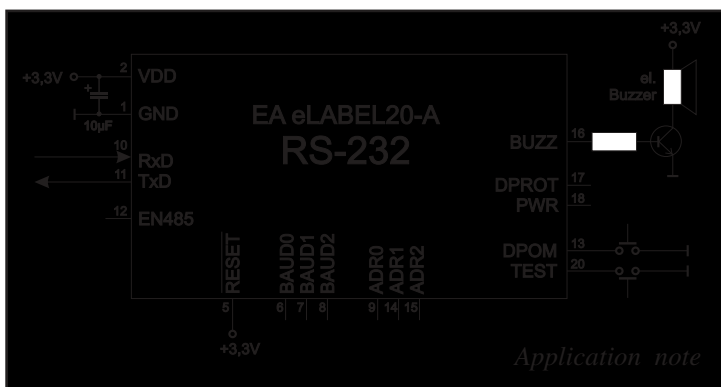 +3,3V
el.
Buzzer
+3,3V
2
VDD
+
10µF
1
GND
EA eLABEL20-A
RS-232
10
RxD
11
TxD
12
EN485
BUZZ
16
DPROT
17
PWR
18
DPOM
13
TEST
20
RESET
BAUD0
BAUD1
BAUD2
ADR0
ADR1
ADR2
5
6
7
8
9
14
15
+3,3V
Application note